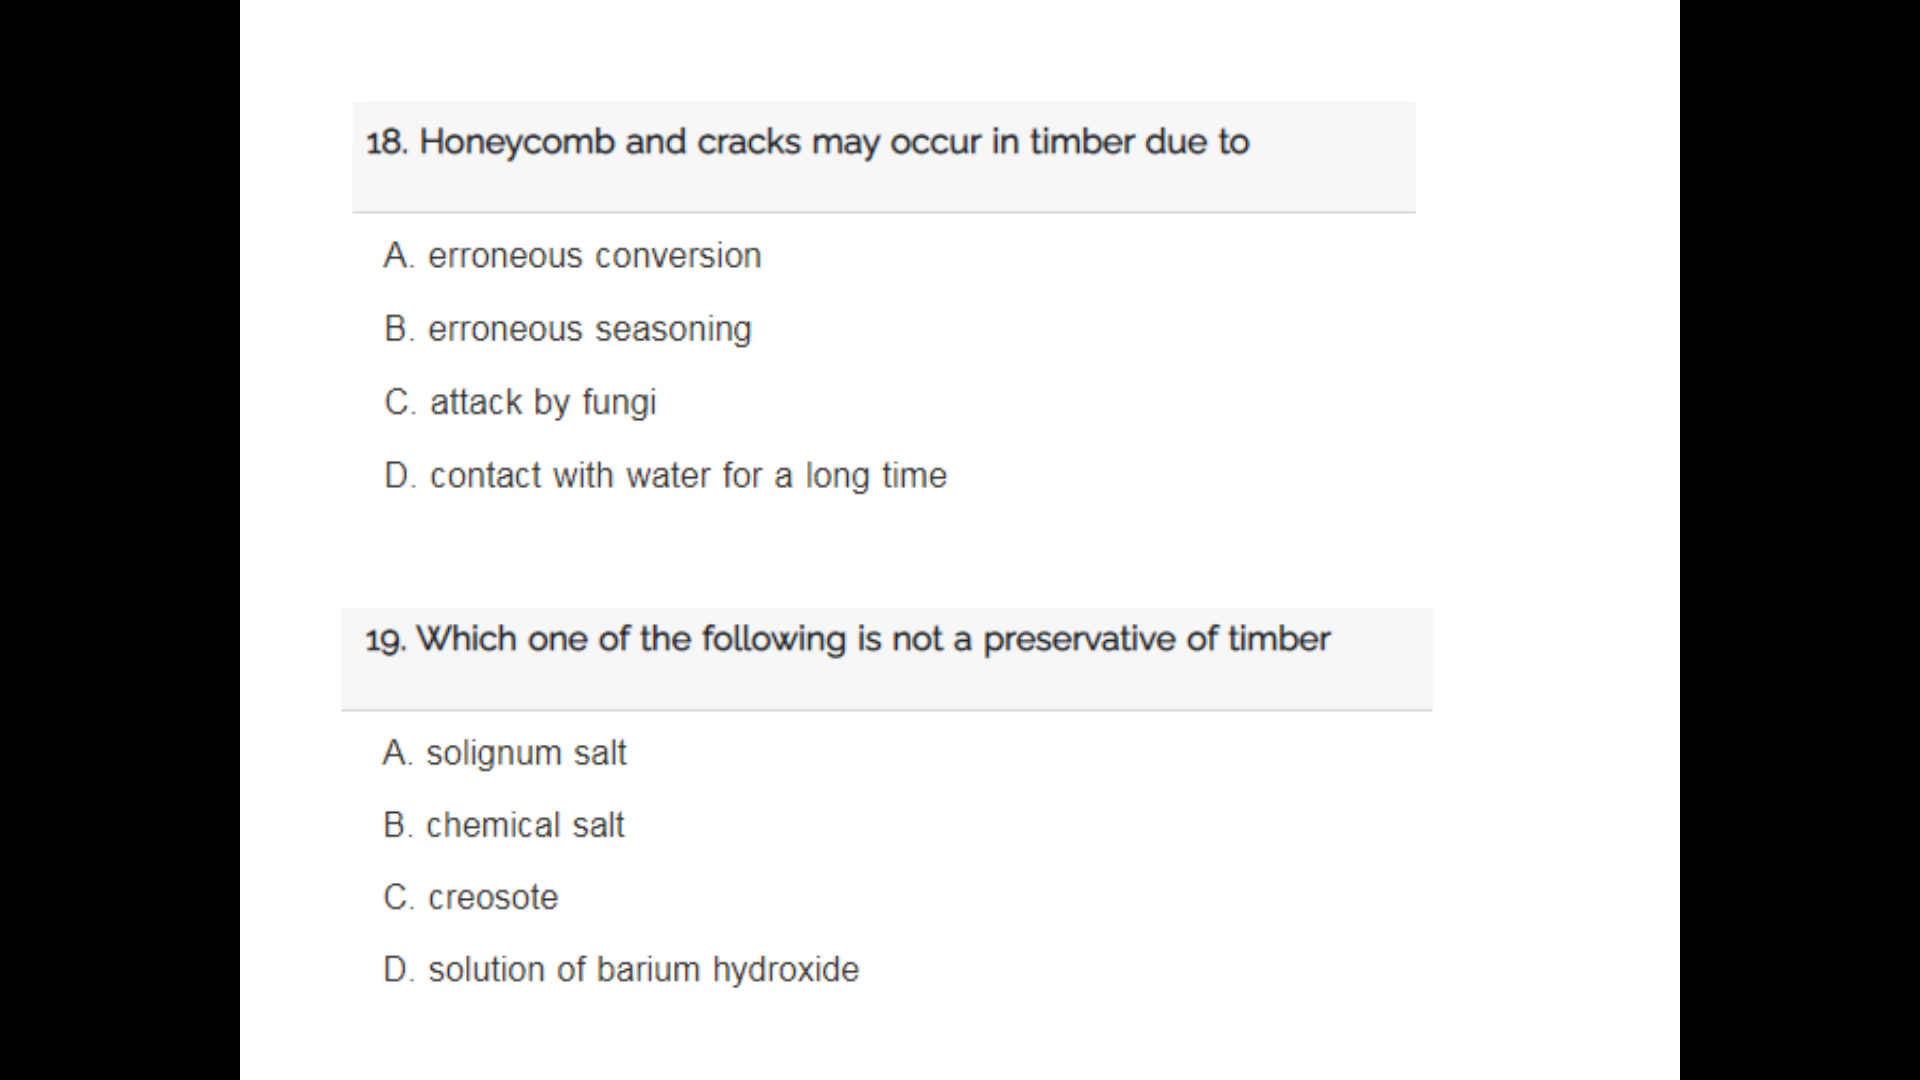 18. Honeycomb and cracks may occur in timber due to
A. erroneous conversion
B. erroneous seasoning
C. attack by fungi
D. contact with water for a long time
19. Which one of the following is not a preservative of timber
A. solignum salt
B. chemical salt
C. creosote
D. solution of barium hydroxide